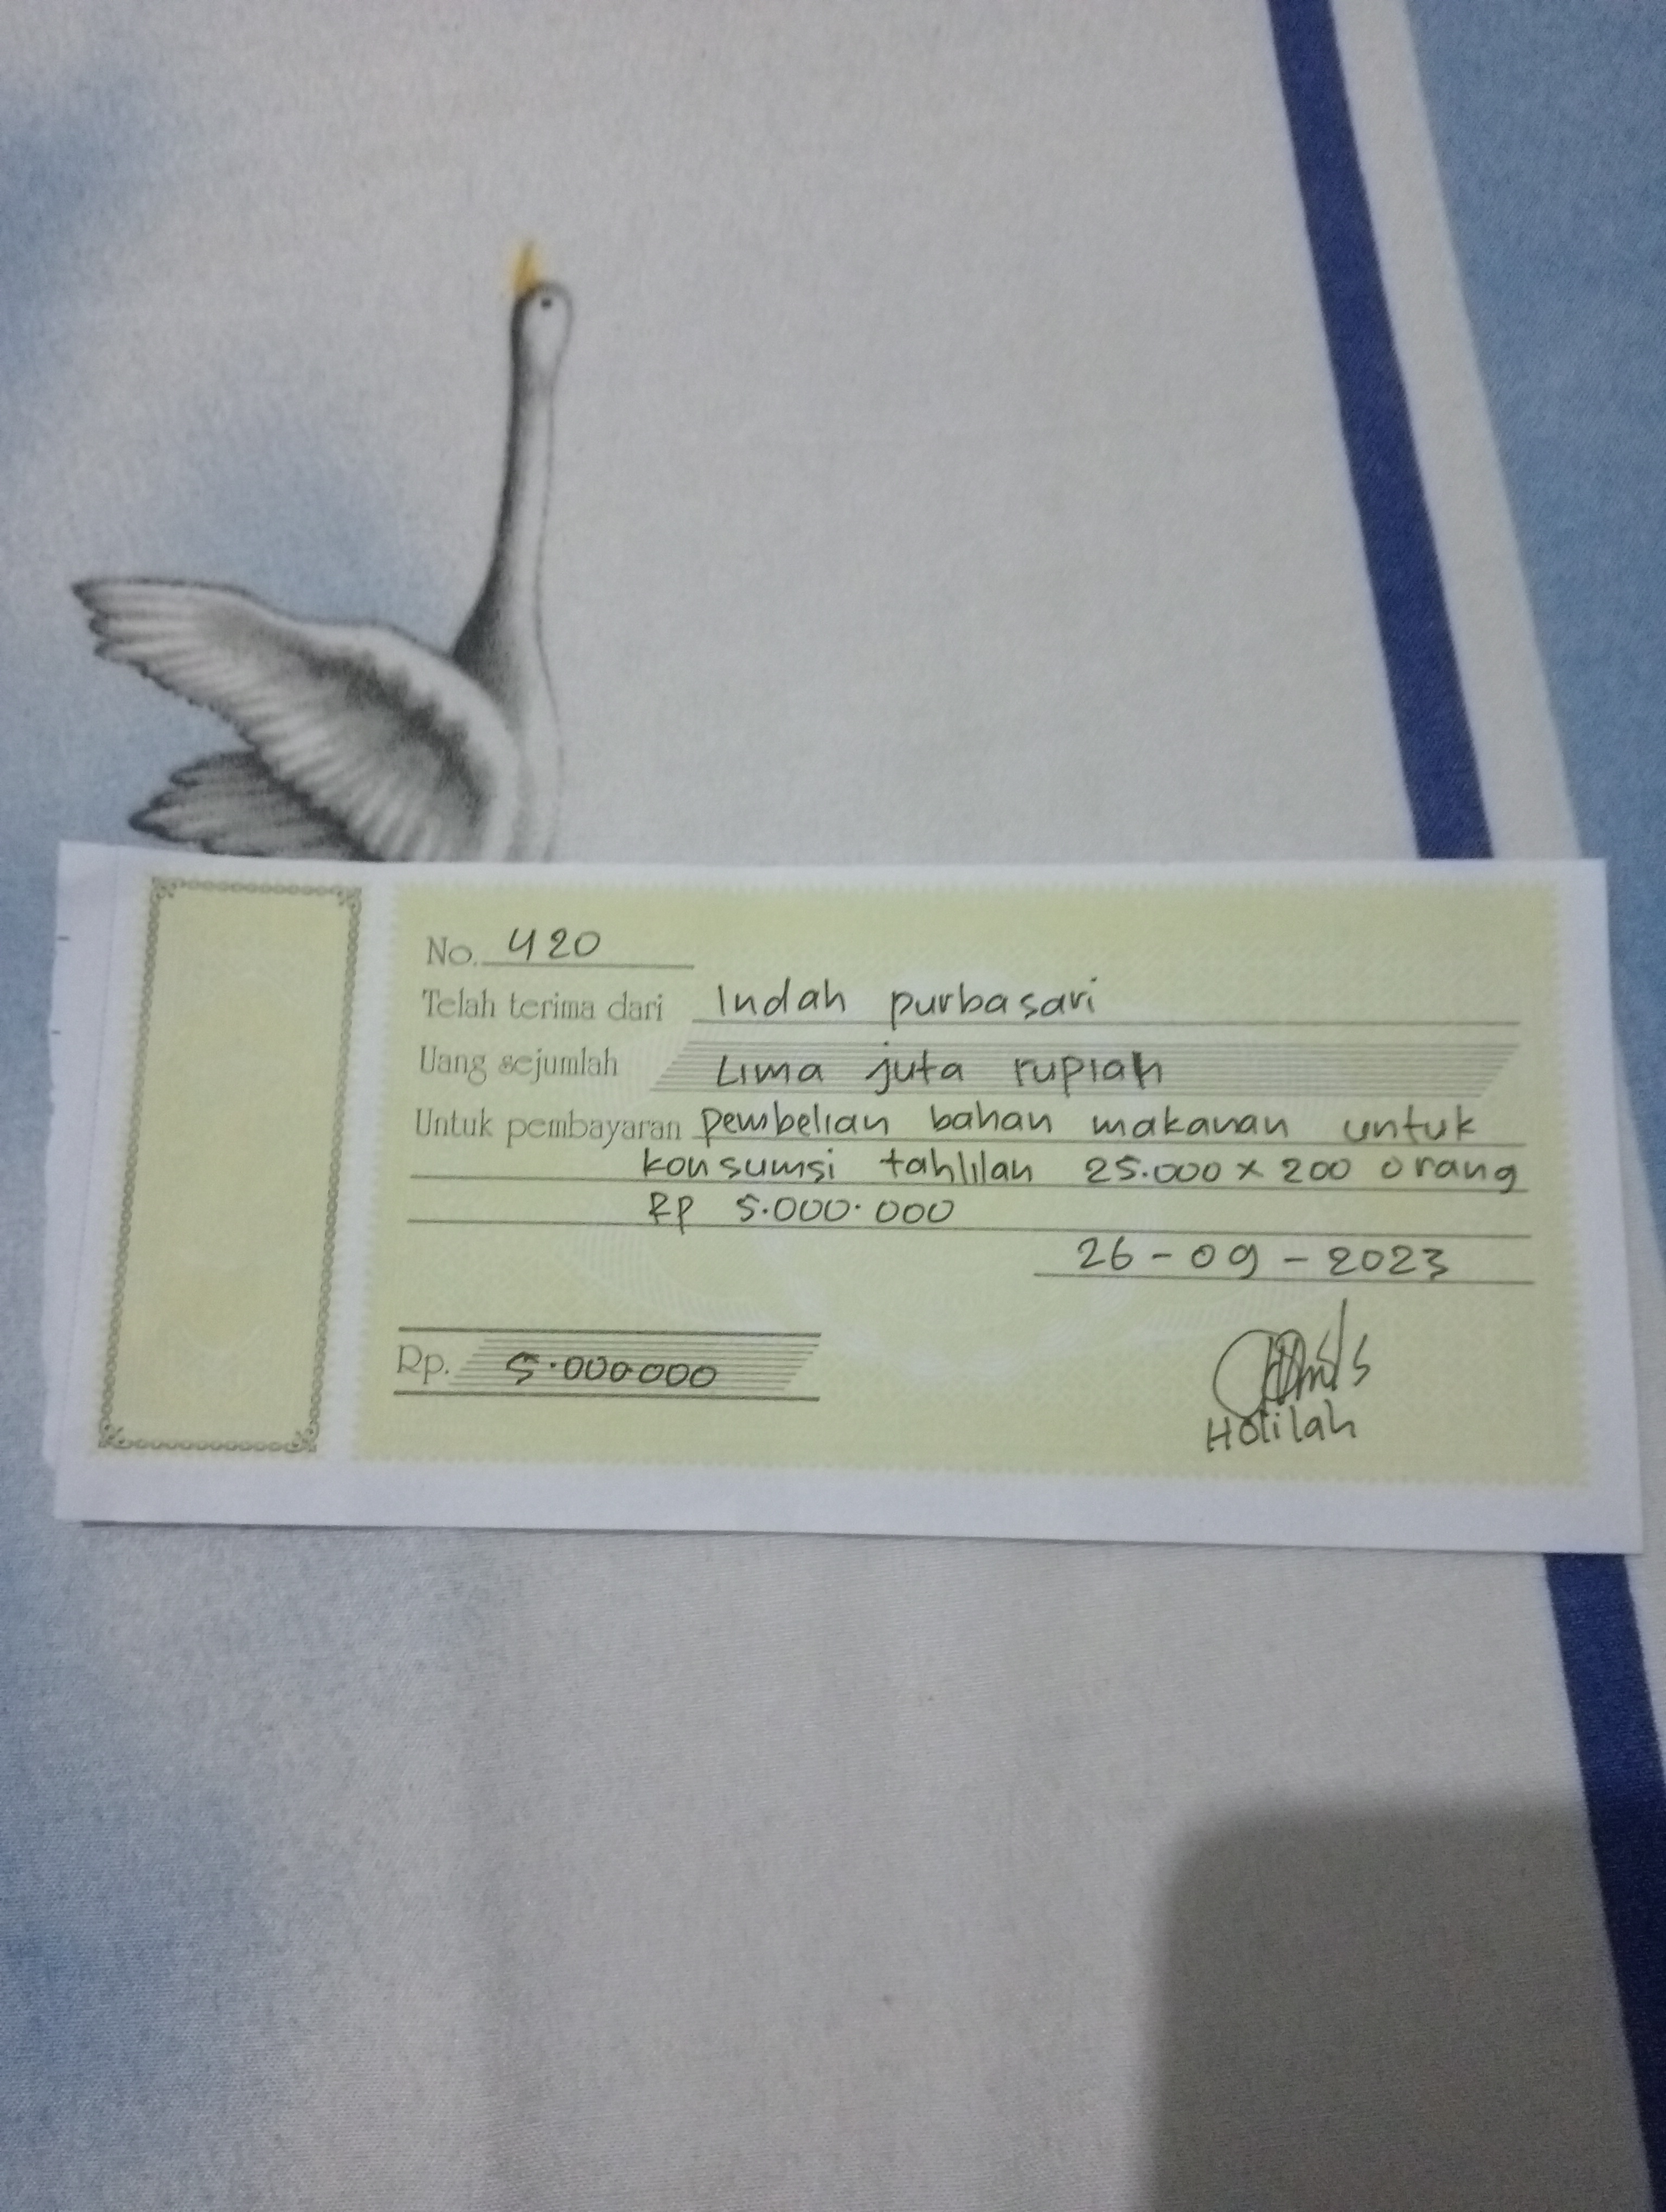 No. 420
Telah terima dari Indah purbasari
Uang sejumlah Lima juta rupiah
Untuk pembayaran pembelian bahan makanan untuk
konsumsi tahlilan 25.000 x 200 orang
Rp 5.000.000
26-09-2023
Rp. 5.000000
Holilah